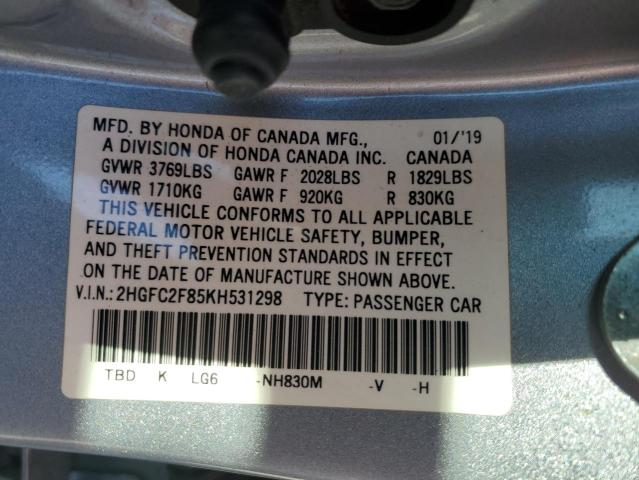 MFD. BY HONDA OF CANADA MFG., 01/'19
A DIVISION OF HONDA CANADA INC. CANADA
GVWR 3769LBS GAWR F 2028LBS R 1829LBS
GVWR 1710KG GAWR F 920KG R 830KG
THIS VEHICLE CONFORMS TO ALL APPLICABLE
FEDERAL MOTOR VEHICLE SAFETY, BUMPER,
AND THEFT PREVENTION STANDARDS IN EFFECT
ON THE DATE OF MANUFACTURE SHOWN ABOVE.
V.I.N.: 2HGFC2F85KH531298 TYPE: PASSENGER CAR
TBD K LG6 -NH830M -V -H